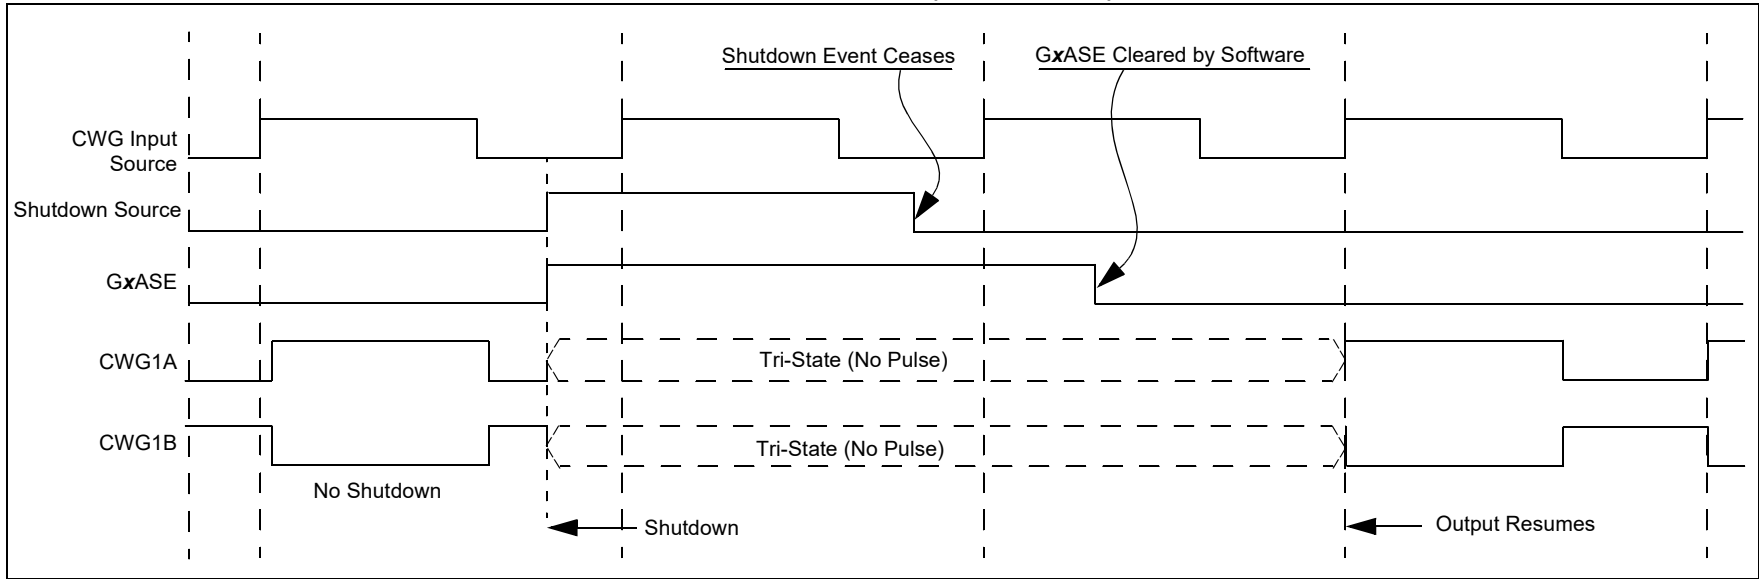 Shutdown Event Ceases
GxASE Cleared by Software
CWG Input
Source
Shutdown Source
GxASE
CWG1A
Tri-State (No Pulse)
CWG1B
Tri-State (No Pulse)
No Shutdown
Shutdown
Output Resumes